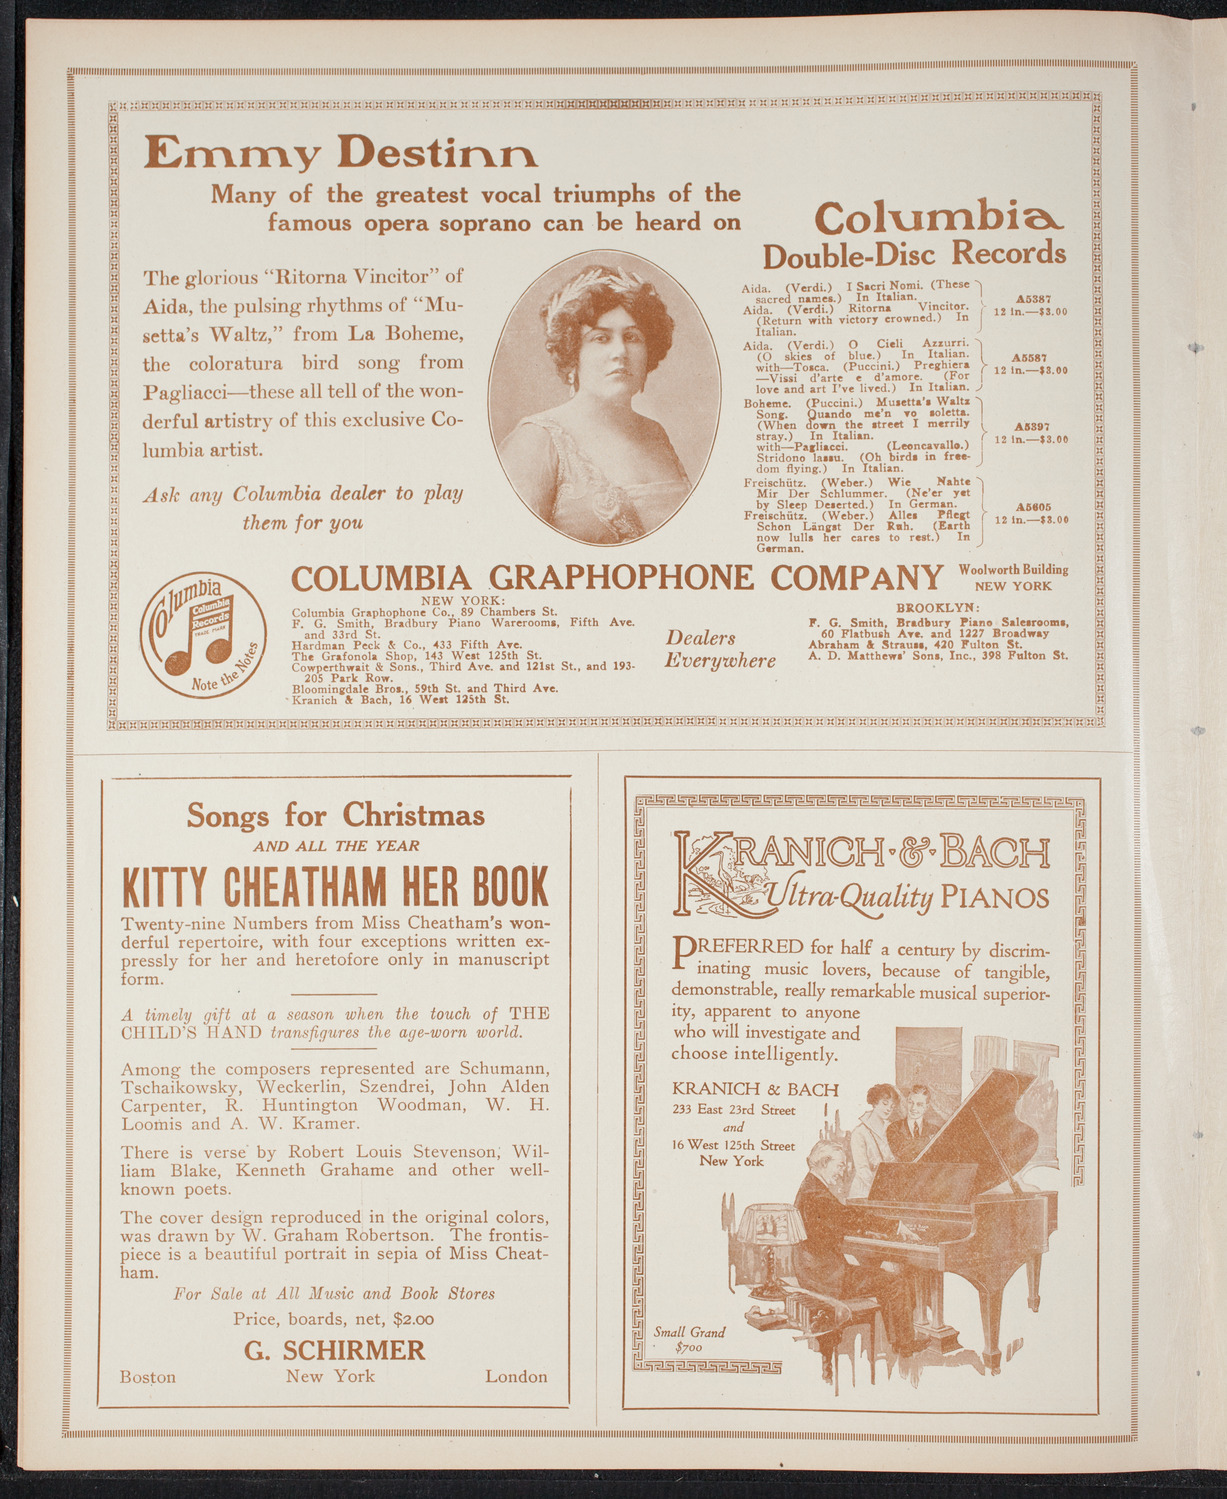 Emmy Destinn
Many of the greatest vocal triumphs of the
famous opera soprano can be heard on
Columbia
Double-Disc Records
The glorious "Ritorna Vincitor" of
Aida, the pulsing rhythms of "Mu-
setta's Waltz," from La Boheme,
the coloratura bird song from
Pagliacci—these all tell of the won-
derful artistry of this exclusive Co-
lumbia artist.
Ask any Columbia dealer to play
them for you
Aida. (Verdi.) I Sacri Nomi. (These
sacred names.) In Italian.
Aida. (Verdi.) Ritorna Vincitor.
(Return with victory crowned.) In
Italian.
A5387
12 in.—$3.00
Aida. (Verdi.) O Cieli Azzurri.
(O skies of blue.) In Italian.
with—Tosca. (Puccini.) Preghiera
—Vissi d'arte e d'amore. (For
love and art I've lived.) In Italian.
A5587
12 in.—$3.00
Boheme. (Puccini.) Musetta's Waltz
Song. Quando me'n vo soletta.
(When down the street I merrily
stray.) In Italian.
with—Pagliacci. (Leoncavallo.)
Stridono lassu. (Oh birds in free-
dom flying.) In Italian.
A5397
12 in.—$3.00
Freischütz. (Weber.) Wie Nahte
Mir Der Schlummer. (Ne'er yet
by Sleep Deserted.) In German.
Freischütz. (Weber.) Alles Pflegt
Schon Längst Der Ruh. (Earth
now lulls her cares to rest.) In
German.
A5605
12 in.—$3.00
Columbia
Columbia
Records
TRADE MARK
Note the Notes
COLUMBIA GRAPHOPHONE COMPANY
Woolworth Building
NEW YORK
NEW YORK:
Columbia Graphophone Co., 89 Chambers St.
F. G. Smith, Bradbury Piano Warerooms, Fifth Ave.
and 33rd St.
Hardman Peck & Co., 433 Fifth Ave.
The Grafonola Shop, 143 West 125th St.
Cowperthwait & Sons., Third Ave. and 121st St., and 193-
205 Park Row.
Bloomingdale Bros., 59th St. and Third Ave.
Kranich & Bach, 16 West 125th St.
Dealers
Everywhere
BROOKLYN:
F. G. Smith, Bradbury Piano Salesrooms,
60 Flatbush Ave. and 1227 Broadway
Abraham & Strauss, 420 Fulton St.
A. D. Matthews' Sons, Inc., 398 Fulton St.
Songs for Christmas
AND ALL THE YEAR
KITTY CHEATHAM HER BOOK
Twenty-nine Numbers from Miss Cheatham's won-
derful repertoire, with four exceptions written ex-
pressly for her and heretofore only in manuscript
form.
A timely gift at a season when the touch of THE
CHILD'S HAND transfigures the age-worn world.
Among the composers represented are Schumann,
Tschaikowsky, Weckerlin, Szendrei, John Alden
Carpenter, R. Huntington Woodman, W. H.
Loomis and A. W. Kramer.
There is verse by Robert Louis Stevenson, Wil-
liam Blake, Kenneth Grahame and other well-
known poets.
The cover design reproduced in the original colors,
was drawn by W. Graham Robertson. The frontis-
piece is a beautiful portrait in sepia of Miss Cheat-
ham.
For Sale at All Music and Book Stores
Price, boards, net, $2.00
G. SCHIRMER
Boston New York London
KRANICH·&·BACH
Ultra-Quality PIANOS
PREFERRED for half a century by discrim-
inating music lovers, because of tangible,
demonstrable, really remarkable musical superior-
ity, apparent to anyone
who will investigate and
choose intelligently.
KRANICH & BACH
233 East 23rd Street
and
16 West 125th Street
New York
Small Grand
$700